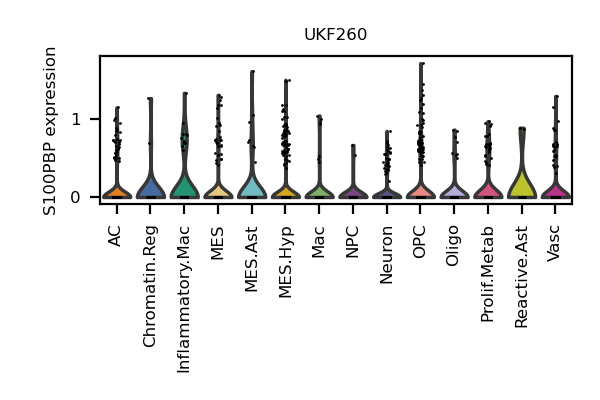 UKF260
S100PBP expression
1
0
AC
Chromatin.Reg
Inflammatory.Mac
MES
MES.Ast
MES.Hyp
Mac
NPC
Neuron
OPC
Oligo
Prolif.Metab
Reactive.Ast
Vasc